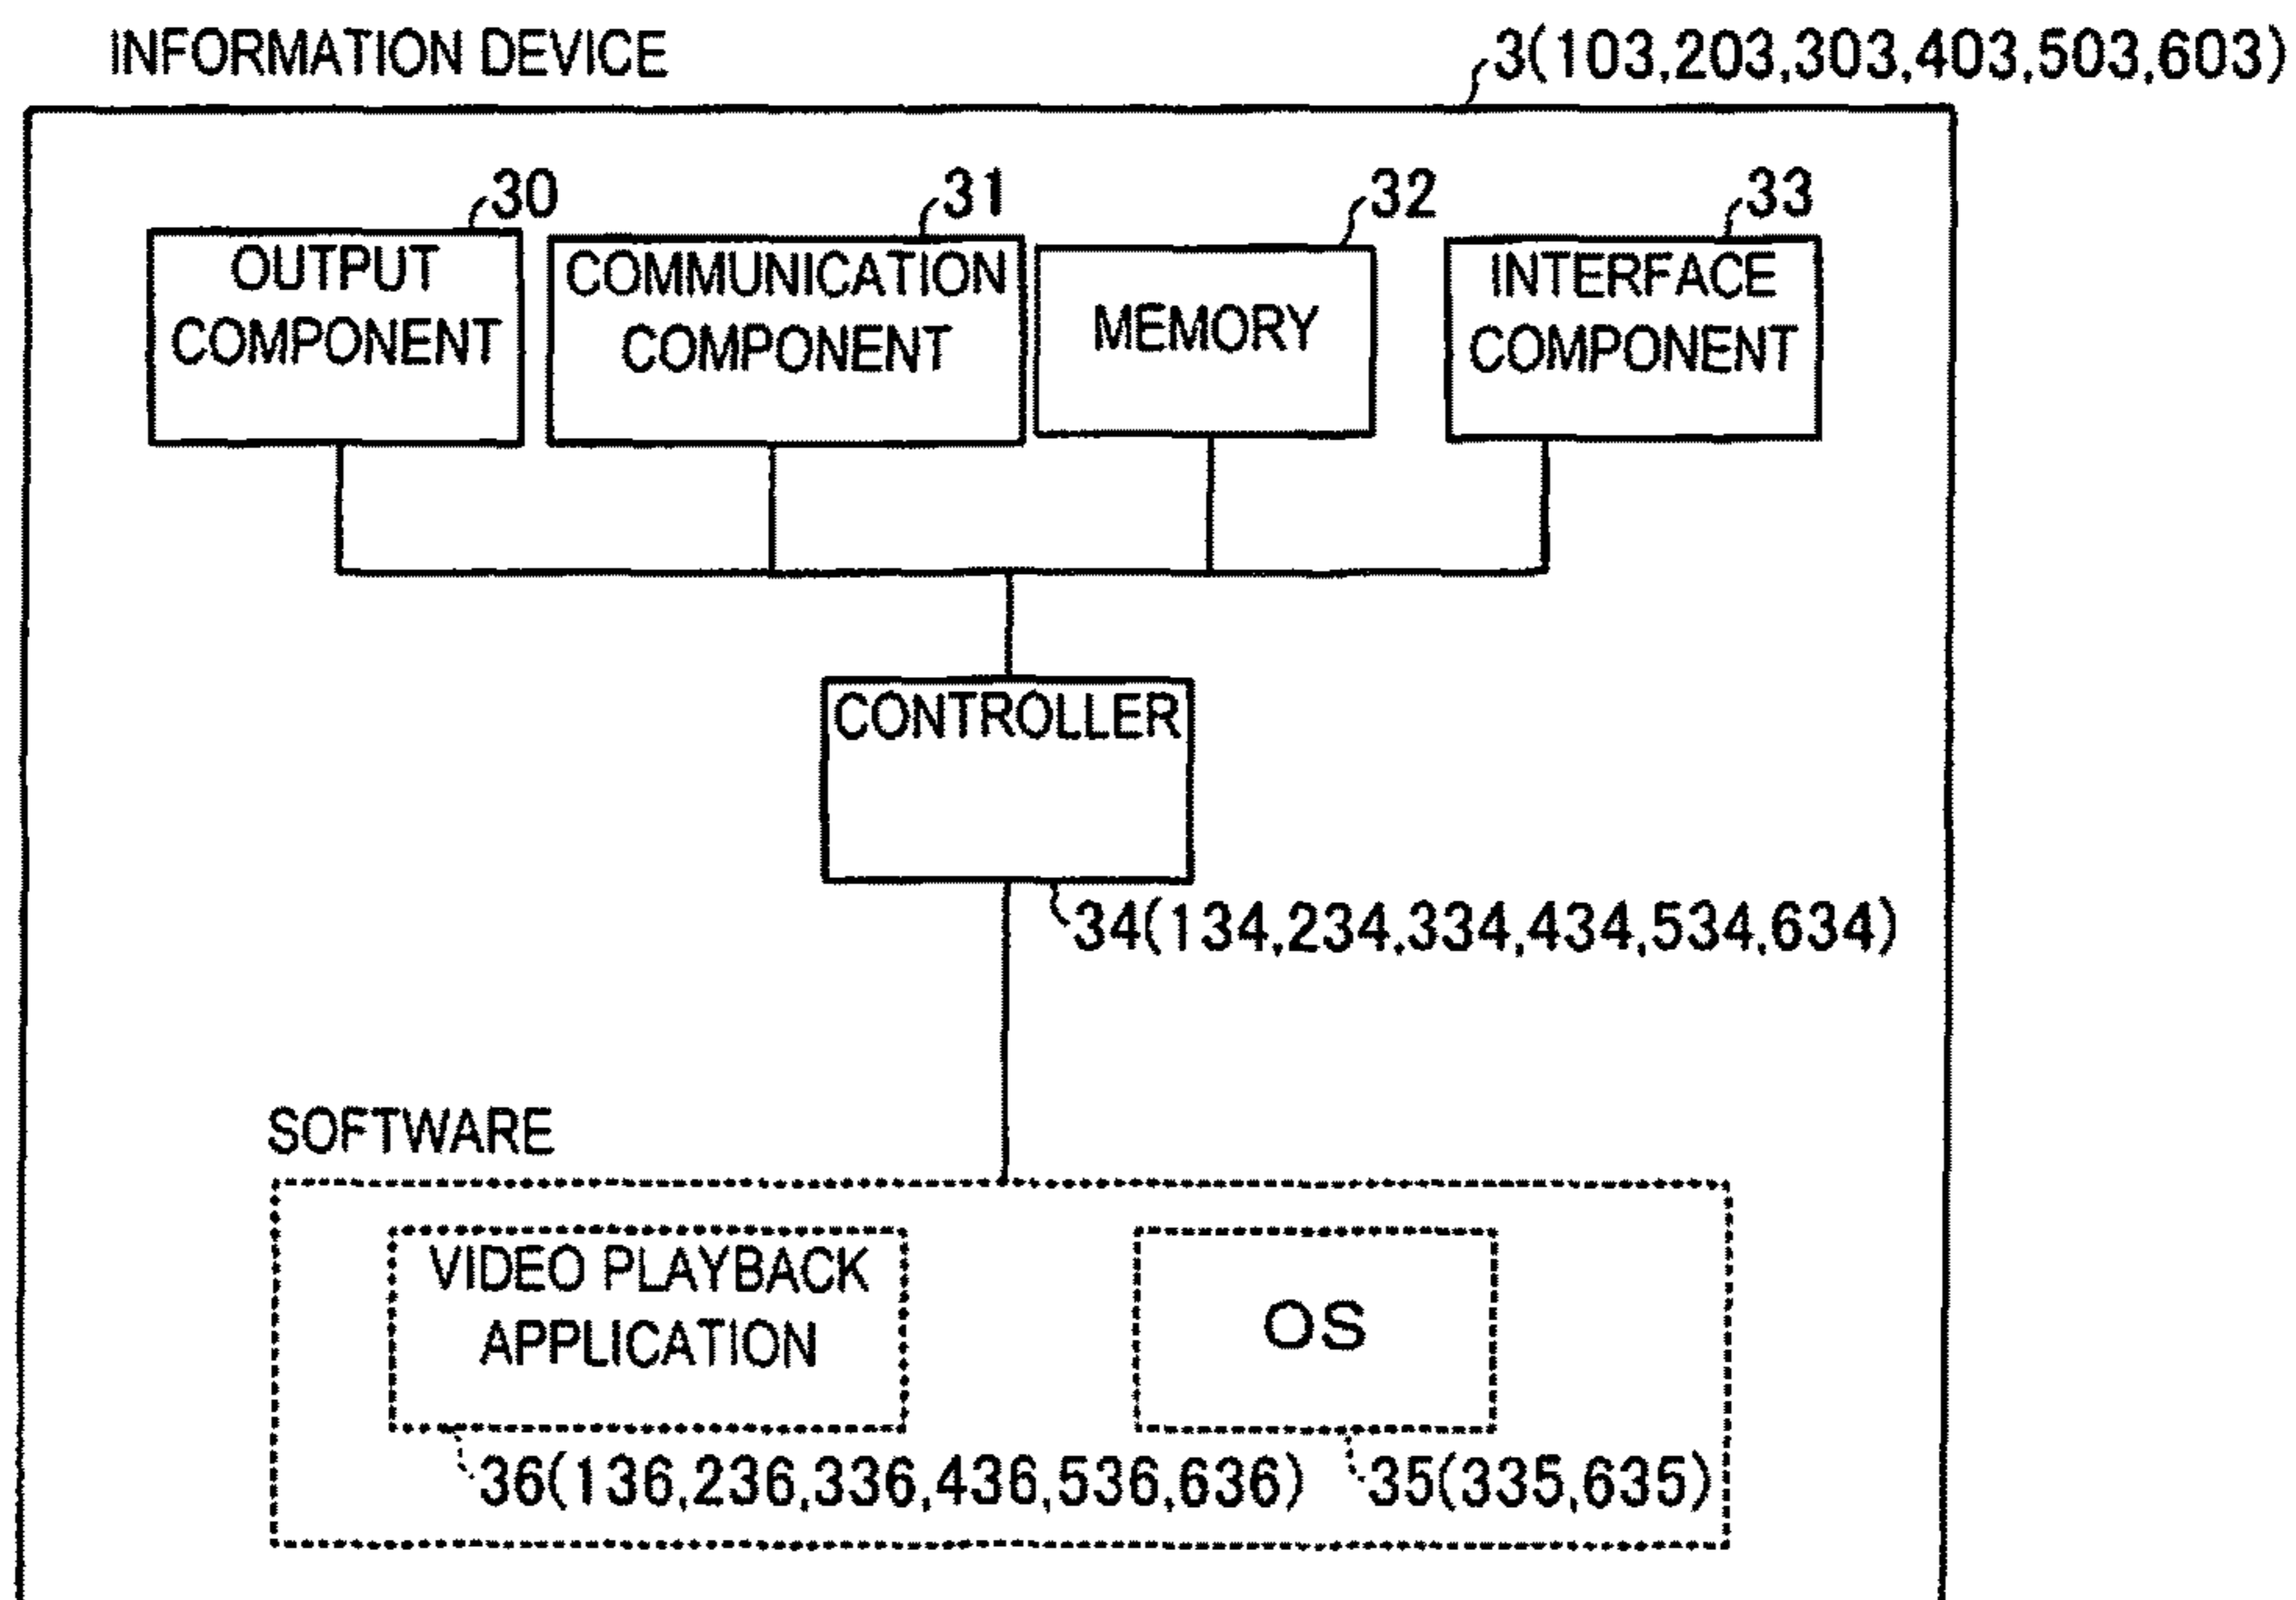 INFORMATION DEVICE
3(103,203,303,403,503,603)
30
31
32
33
OUTPUT
COMPONENT
COMMUNICATION
COMPONENT
MEMORY
INTERFACE
COMPONENT
CONTROLLER
34(134,234,334,434,534,634)
SOFTWARE
VIDEO PLAYBACK
APPLICATION
OS
36(136,236,336,436,536,636)
35(335,635)